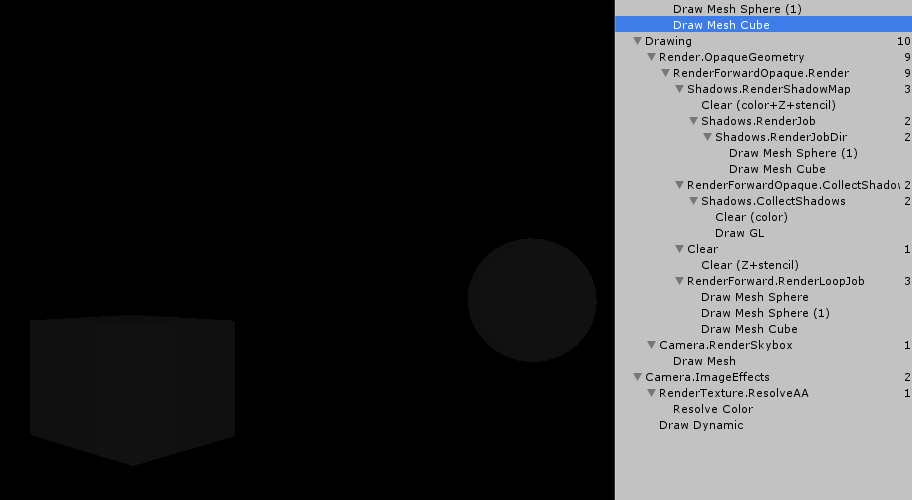 Draw Mesh Sphere (1)
Draw Mesh Cube
Drawing 10
Render.OpaqueGeometry 9
RenderForwardOpaque.Render 9
Shadows.RenderShadowMap 3
Clear (color+Z+stencil)
Shadows.RenderJob 2
Shadows.RenderJobDir 2
Draw Mesh Sphere (1)
Draw Mesh Cube
RenderForwardOpaque.CollectShadov 2
Shadows.CollectShadows 2
Clear (color)
Draw GL
Clear 1
Clear (Z+stencil)
RenderForward.RenderLoopJob 3
Draw Mesh Sphere
Draw Mesh Sphere (1)
Draw Mesh Cube
Camera.RenderSkybox 1
Draw Mesh
Camera.ImageEffects 2
RenderTexture.ResolveAA 1
Resolve Color
Draw Dynamic